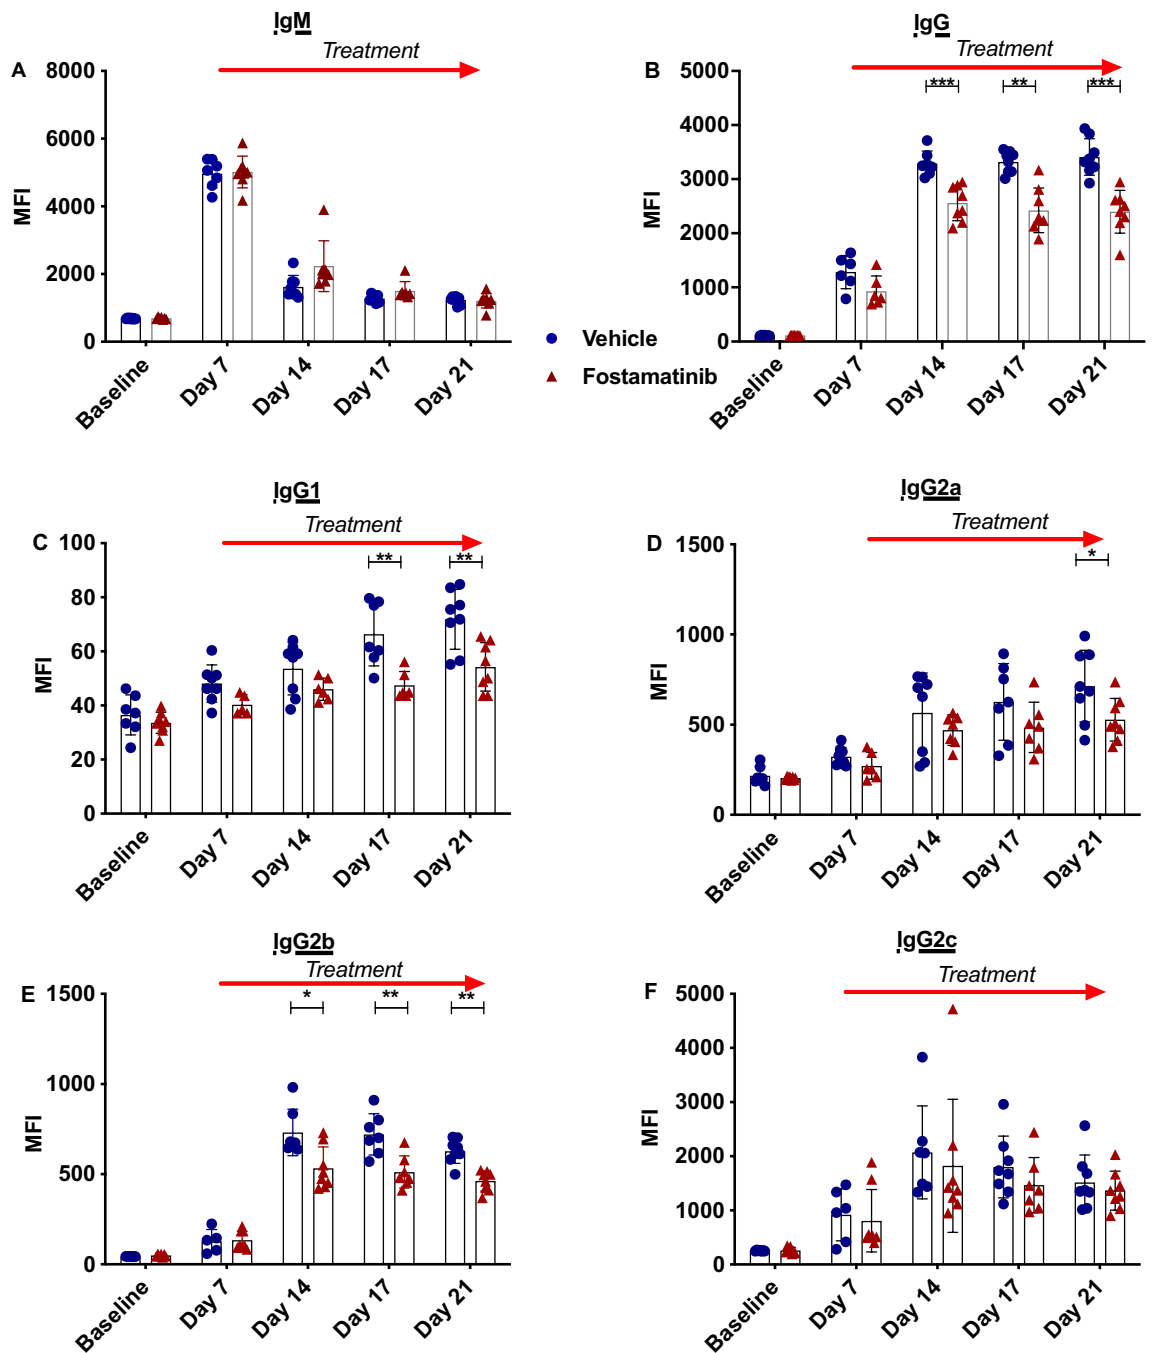 IgM
Treatment
A
8000
6000
4000
2000
0
MFI
Baseline
Day 7
Day 14
Day 17
Day 21
IgG
Treatment
B
***
**
***
5000
4000
3000
2000
1000
0
MFI
Baseline
Day 7
Day 14
Day 17
Day 21
Vehicle
Fostamatinib
IgG1
Treatment
C
**
**
100
80
60
40
20
0
MFI
Baseline
Day 7
Day 14
Day 17
Day 21
IgG2a
Treatment
D
*
1500
1000
500
0
MFI
Baseline
Day 7
Day 14
Day 17
Day 21
IgG2b
Treatment
E
*
**
**
1500
1000
500
0
MFI
Baseline
Day 7
Day 14
Day 17
Day 21
IgG2c
Treatment
F
5000
4000
3000
2000
1000
0
MFI
Baseline
Day 7
Day 14
Day 17
Day 21